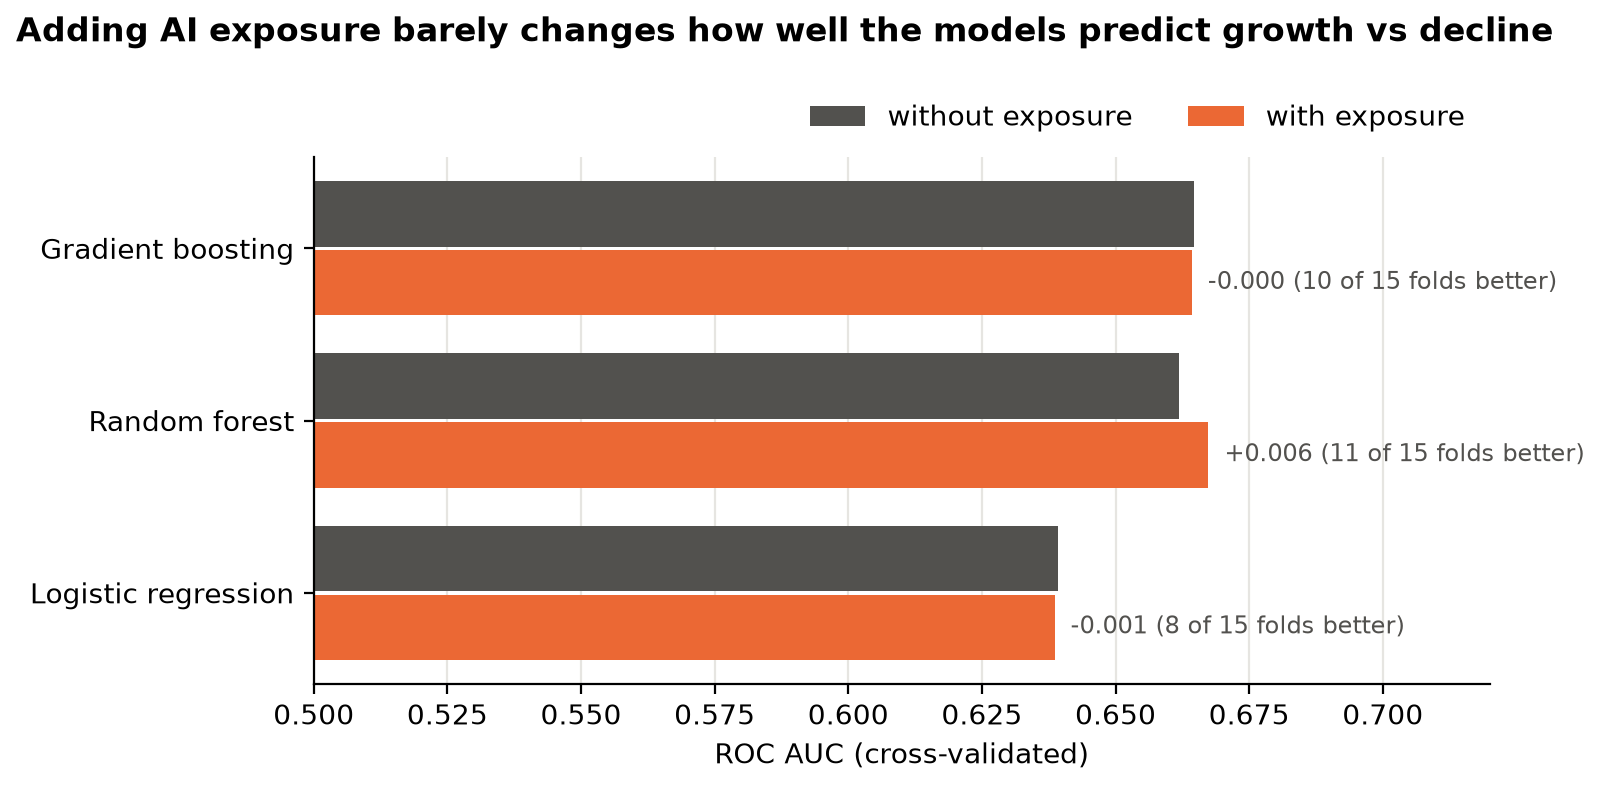 Adding AI exposure barely changes how well the models predict growth vs decline
without exposure with exposure
Gradient boosting
-0.000 (10 of 15 folds better)
Random forest
+0.006 (11 of 15 folds better)
Logistic regression
-0.001 (8 of 15 folds better)
0.500 0.525 0.550 0.575 0.600 0.625 0.650 0.675 0.700
ROC AUC (cross-validated)